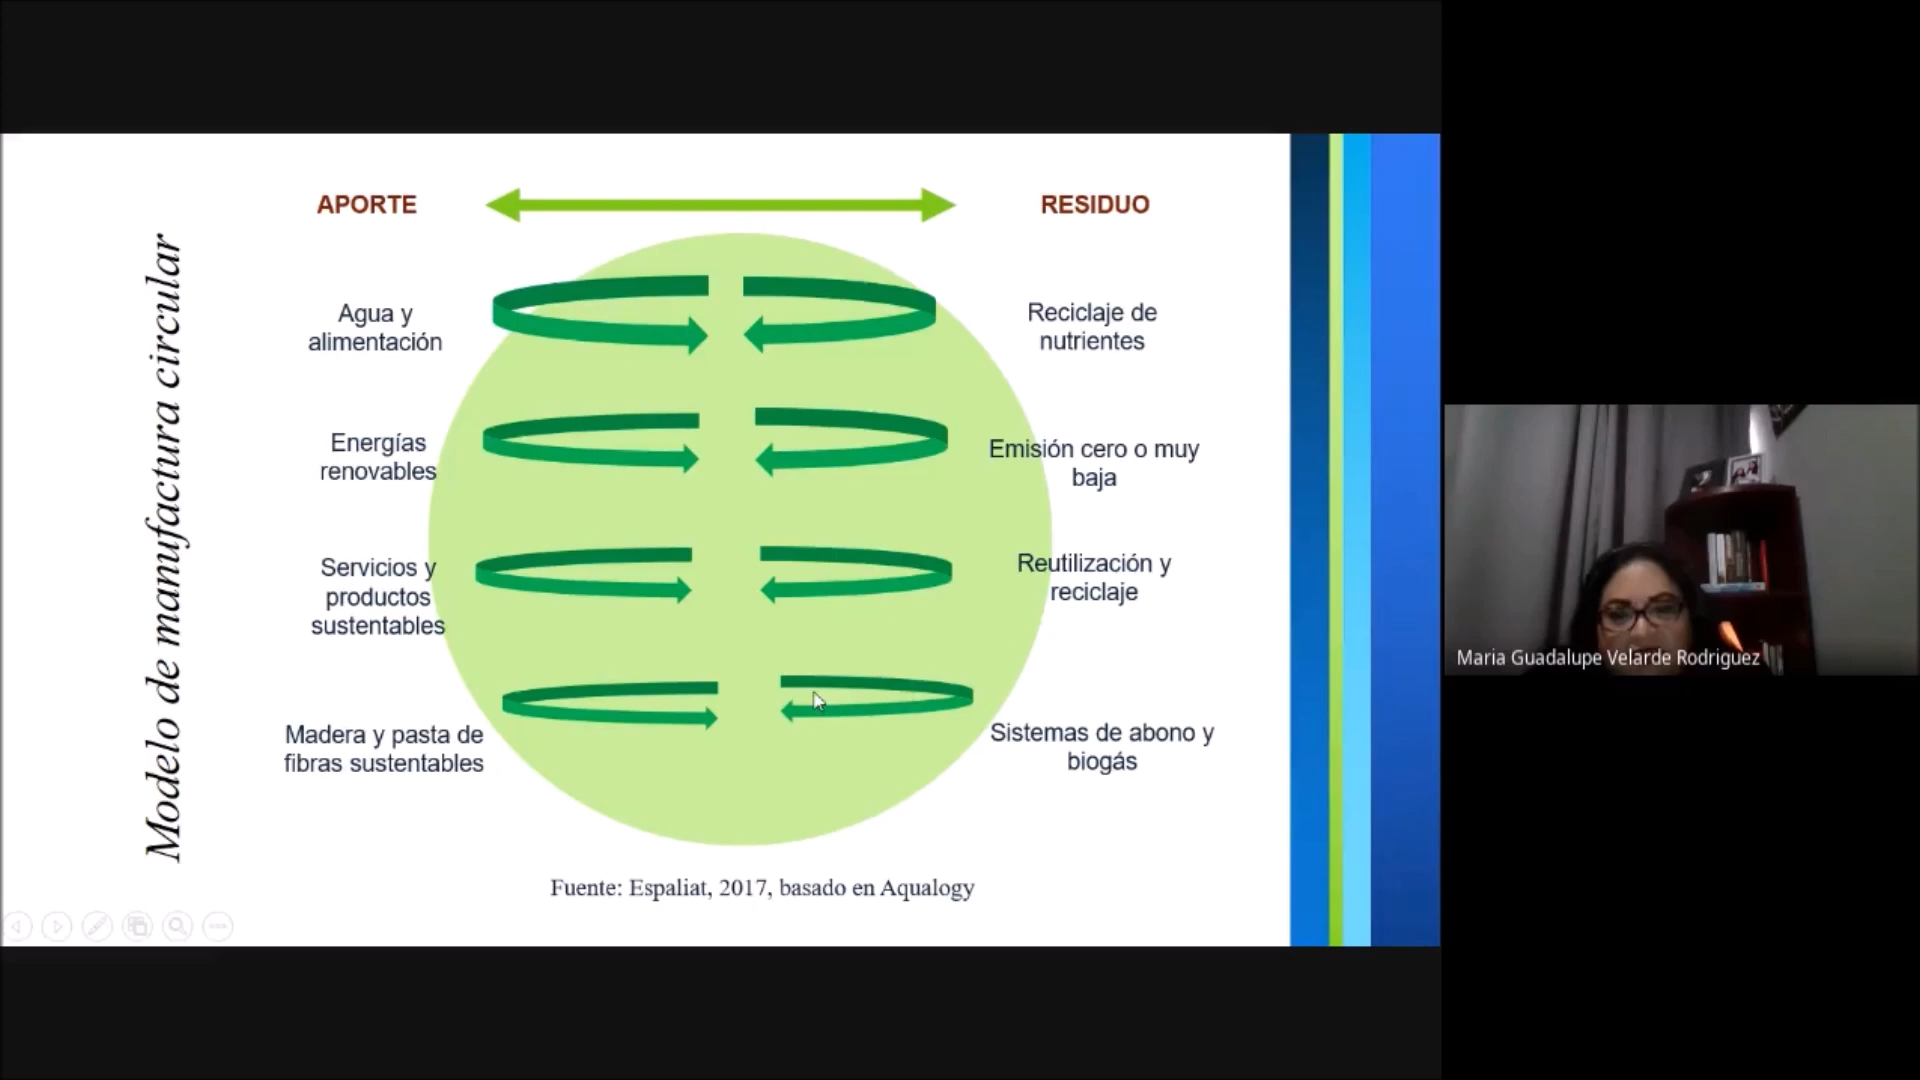 Modelo de manufactura circular
APORTE
RESIDUO
Agua y
alimentación
Reciclaje de
nutrientes
Energías
renovables
Emisión cero o muy
baja
Servicios y
productos
sustentables
Reutilización y
reciclaje
Madera y pasta de
fibras sustentables
Sistemas de abono y
biogás
Fuente: Espaliat, 2017, basado en Aqualogy
Maria Guadalupe Velarde Rodriguez